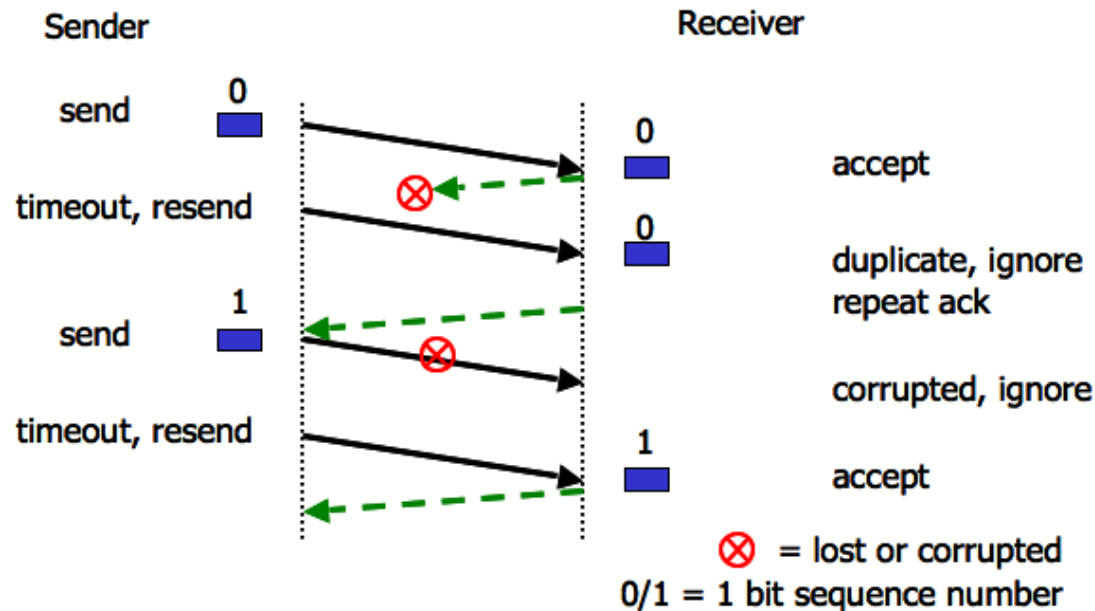 Sender
Receiver
0
send
0
accept
timeout, resend
0
duplicate, ignore
repeat ack
1
send
corrupted, ignore
timeout, resend
1
accept
= lost or corrupted
0/1 = 1 bit sequence number